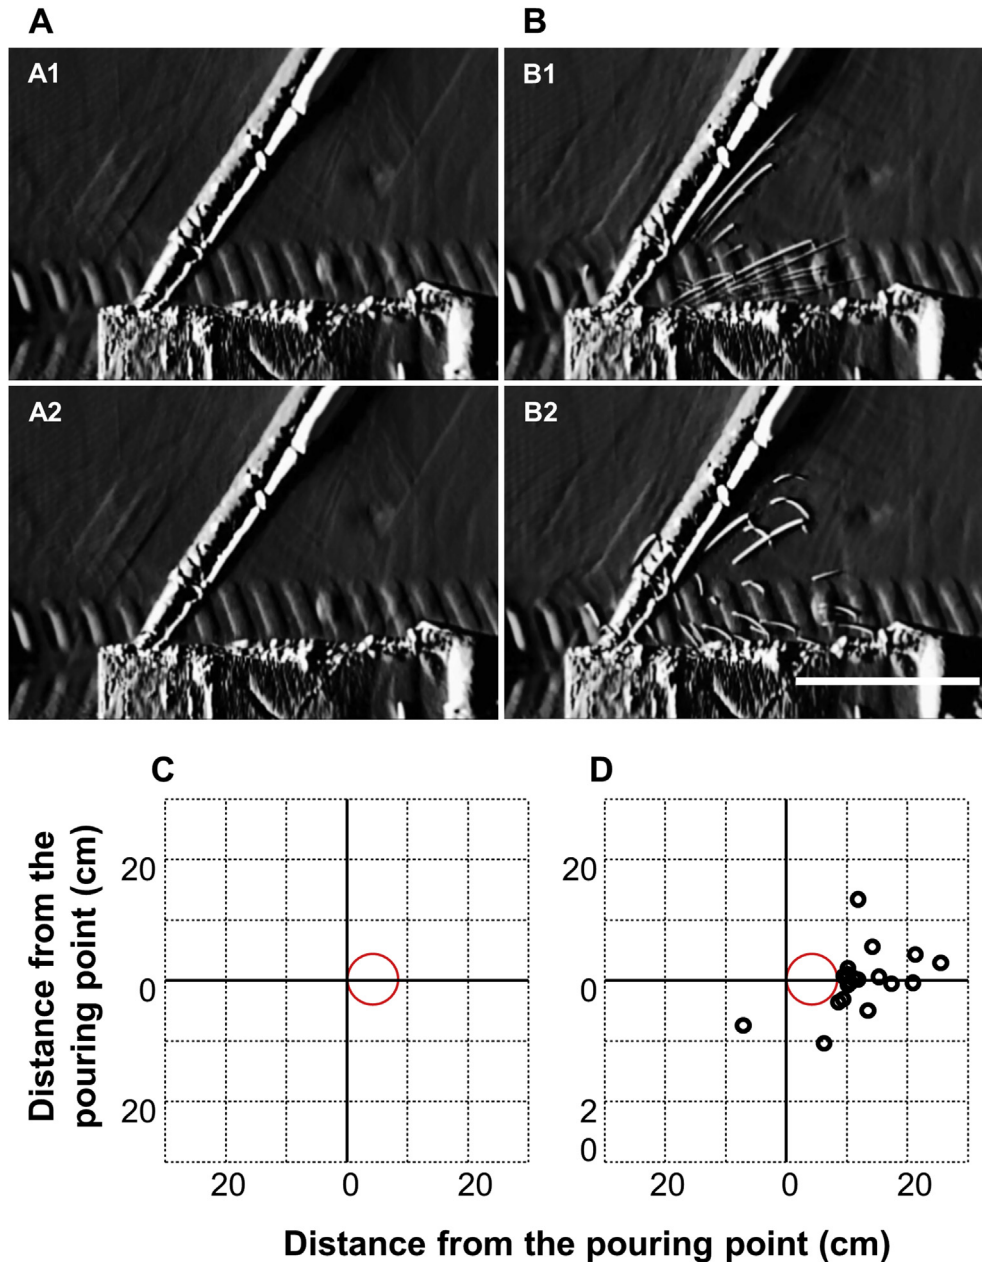 A
B
A1
B1
A2
B2
C
D
Distance from the
pouring point (cm)
20
0
20
20
0
20
20
0
2
0
20
0
20
Distance from the pouring point (cm)